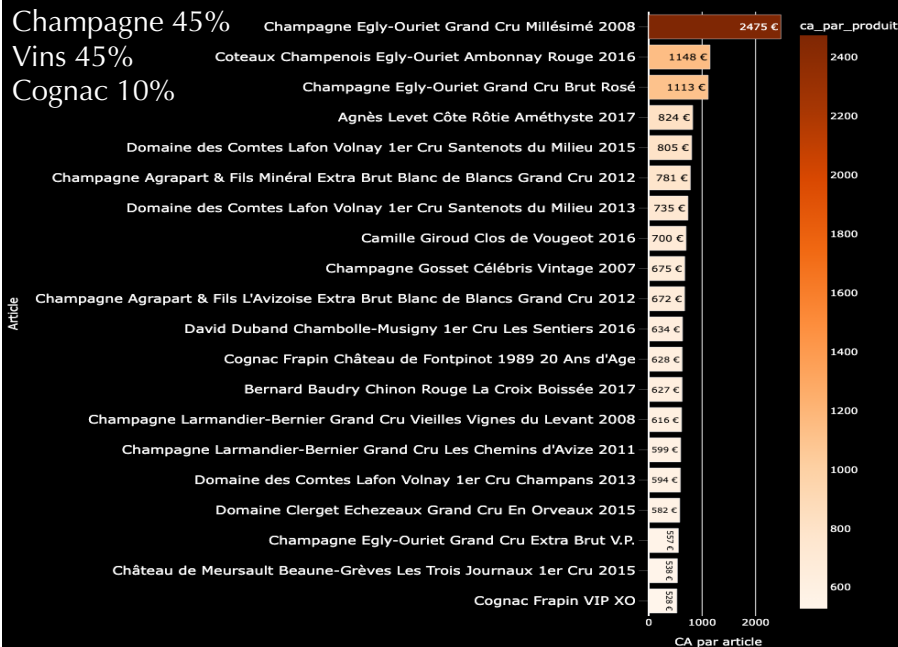 Champagne 45%
Vins 45%
Cognac 10%
Champagne Egly-Ouriet Grand Cru Millésimé 2008 2475 €
Coteaux Champenois Egly-Ouriet Ambonnay Rouge 2016 1148 €
Champagne Egly-Ouriet Grand Cru Brut Rosé 1113 €
Agnès Levet Côte Rôtie Améthyste 2017 824 €
Domaine des Comtes Lafon Volnay 1er Cru Santenots du Milieu 2015 805 €
Champagne Agrapart & Fils Minéral Extra Brut Blanc de Blancs Grand Cru 2012 781 €
Domaine des Comtes Lafon Volnay 1er Cru Santenots du Milieu 2013 735 €
Camille Giroud Clos de Vougeot 2016 700 €
Champagne Gosset Célébris Vintage 2007 675 €
Champagne Agrapart & Fils L'Avizoise Extra Brut Blanc de Blancs Grand Cru 2012 672 €
David Duband Chambolle-Musigny 1er Cru Les Sentiers 2016 634 €
Cognac Frapin Château de Fontpinot 1989 20 Ans d'Age 628 €
Bernard Baudry Chinon Rouge La Croix Boissée 2017 627 €
Champagne Larmandier-Bernier Grand Cru Vieilles Vignes du Levant 2008 616 €
Champagne Larmandier-Bernier Grand Cru Les Chemins d'Avize 2011 599 €
Domaine des Comtes Lafon Volnay 1er Cru Champans 2013 594 €
Domaine Clerget Echezeaux Grand Cru En Orveaux 2015 582 €
Champagne Egly-Ouriet Grand Cru Extra Brut V.P. 557 €
Château de Meursault Beaune-Grèves Les Trois Journaux 1er Cru 2015 538 €
Cognac Frapin VIP XO 528 €
Article
0 1000 2000
CA par article
ca_par_produit
2400
2200
2000
1800
1600
1400
1200
1000
800
600